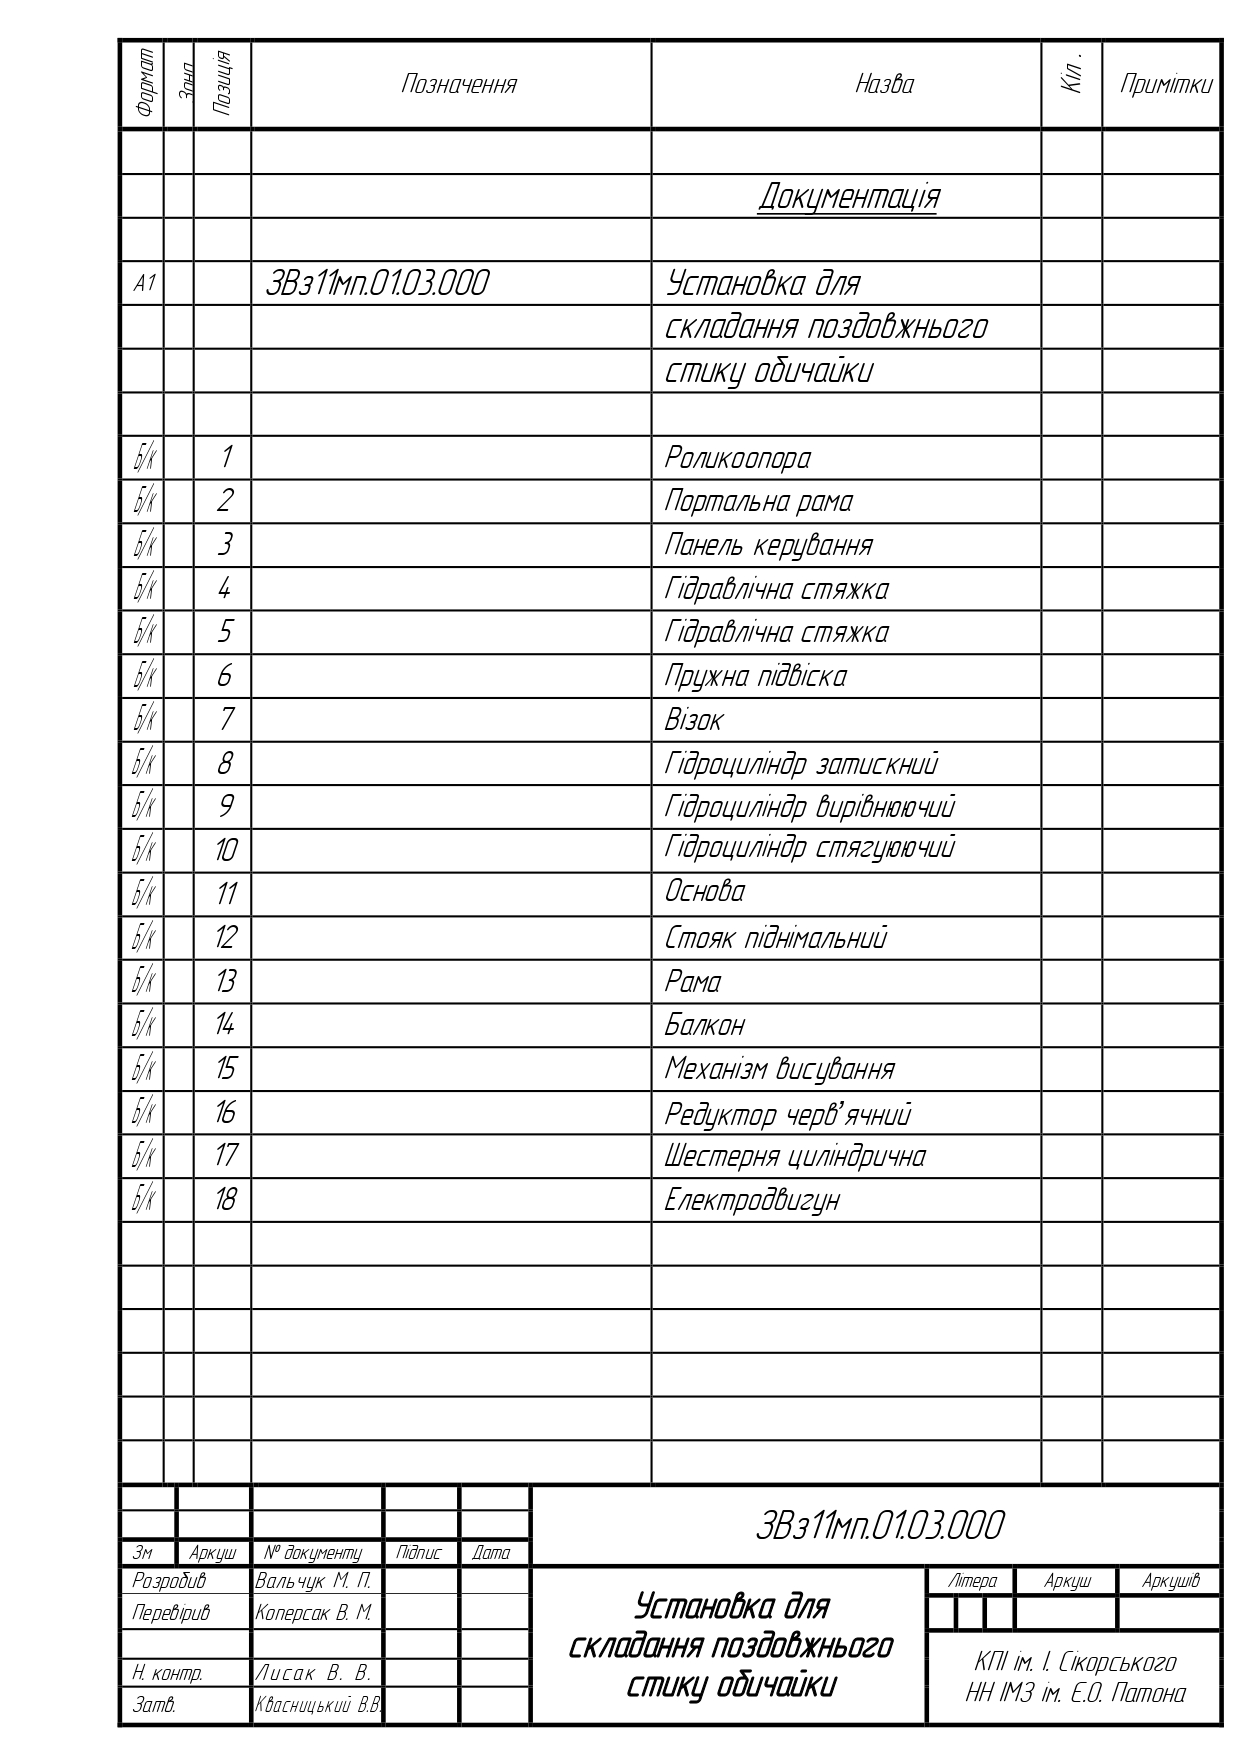 Формат Зона Позиція Позначення Назва Кіл . Примітки
Документація
А1 ЗВз11мп.01.03.000 Установка для
складання поздовжнього
стику обичайки
Б/к 1 Роликоопора
Б/к 2 Портальна рама
Б/к 3 Панель керування
Б/к 4 Гідравлічна стяжка
Б/к 5 Гідравлічна стяжка
Б/к 6 Пружна підвіска
Б/к 7 Візок
Б/к 8 Гідроциліндр затискний
Б/к 9 Гідроциліндр вирівнюючий
Б/к 10 Гідроциліндр стягуюючий
Б/к 11 Основа
Б/к 12 Стояк піднімальний
Б/к 13 Рама
Б/к 14 Балкон
Б/к 15 Механізм висування
Б/к 16 Редуктор черв’ячний
Б/к 17 Шестерня циліндрична
Б/к 18 Електродвигун
ЗВз11мп.01.03.000
Зм Аркуш № документу Підпис Дата
Розробив Вальчук М. П.
Перевірив Коперсак В. М.
Н. контр. Лисак В. В.
Затв. Квасницький В.В.
Установка для
складання поздовжнього
стику обичайки
Літера Аркуш Аркушів
КПІ ім. І. Сікорського
НН ІМЗ ім. Є.О. Патона